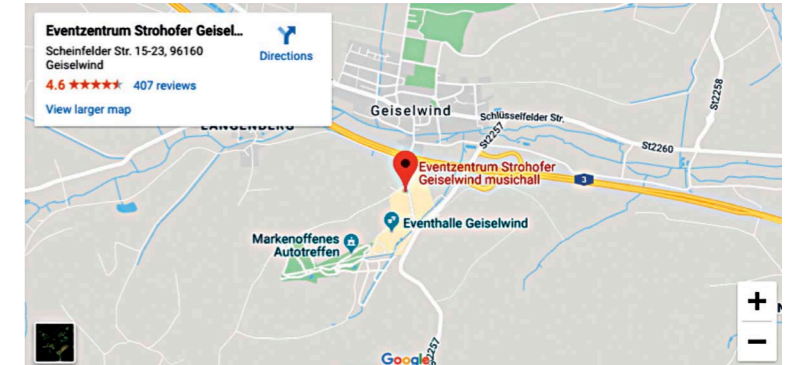 Eventzentrum Strohofer Geisel...
Scheinfelder Str. 15-23, 96160
Geiselwind
4.6 ★★★★★ 407 reviews
View larger map
Directions
LANGENBERG
Geiselwind
Schlüsselfelder Str.
St2257
St2258
St2260
Eventzentrum Strohofer
Geiselwind musichall
3
Eventhalle Geiselwind
Markenoffenes
Autotreffen
+
−
Google
2257